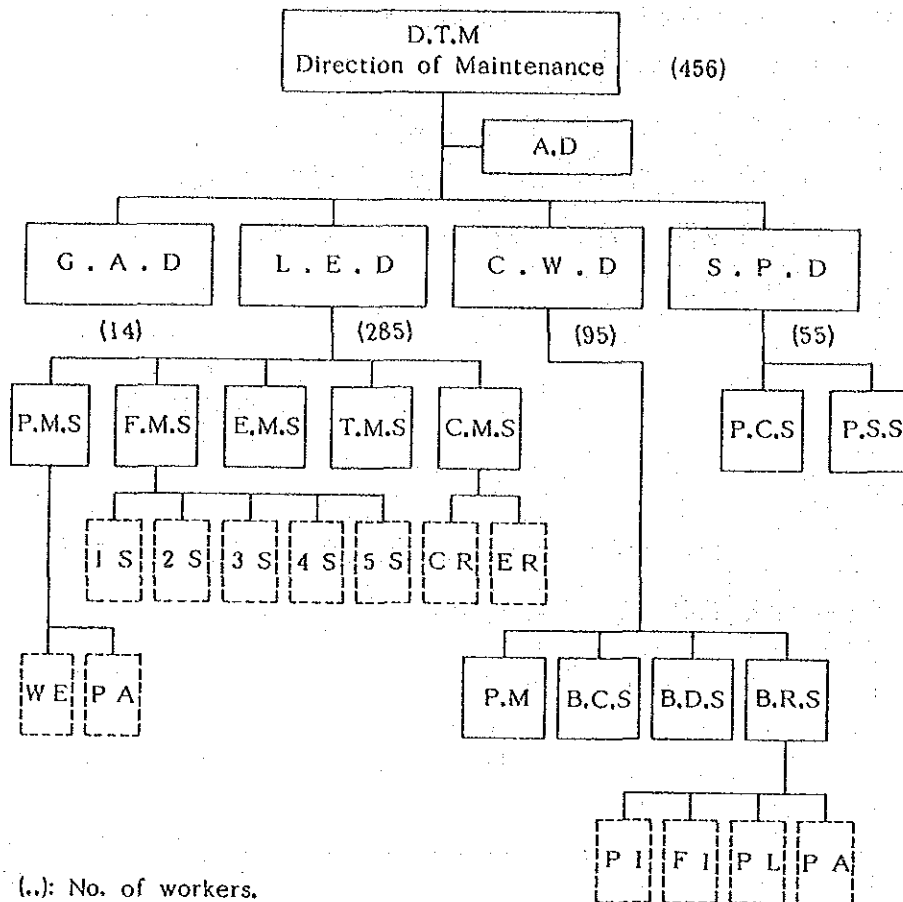 D.T.M
Direction of Maintenance (456)
A.D
G . A . D L . E . D C . W . D S . P . D
(14) (285) (95) (55)
P.M.S F.M.S E.M.S T.M.S C.M.S P.C.S P.S.S
1 S 2 S 3 S 4 S 5 S C R E R
W E P A P.M B.C.S B.D.S B.R.S
P I F I P L P A
(..): No. of workers.